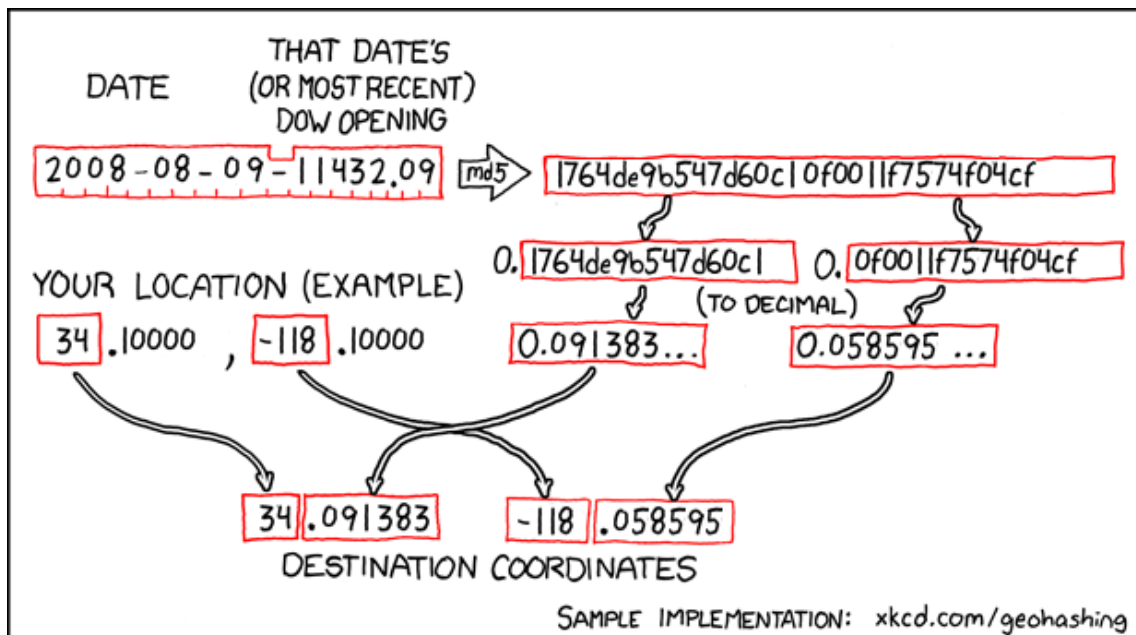 DATE
THAT DATE'S
(OR MOST RECENT)
DOW OPENING
2008-08-09-11432.09
md5
1764de9b547d60c10f0011f7574f04cf
0.1764de9b547d60c1
0.0f0011f7574f04cf
YOUR LOCATION (EXAMPLE)
(TO DECIMAL)
34.10000, -118.10000
0.091383...
0.058595...
34.091383
-118.058595
DESTINATION COORDINATES
SAMPLE IMPLEMENTATION: xkcd.com/geohashing